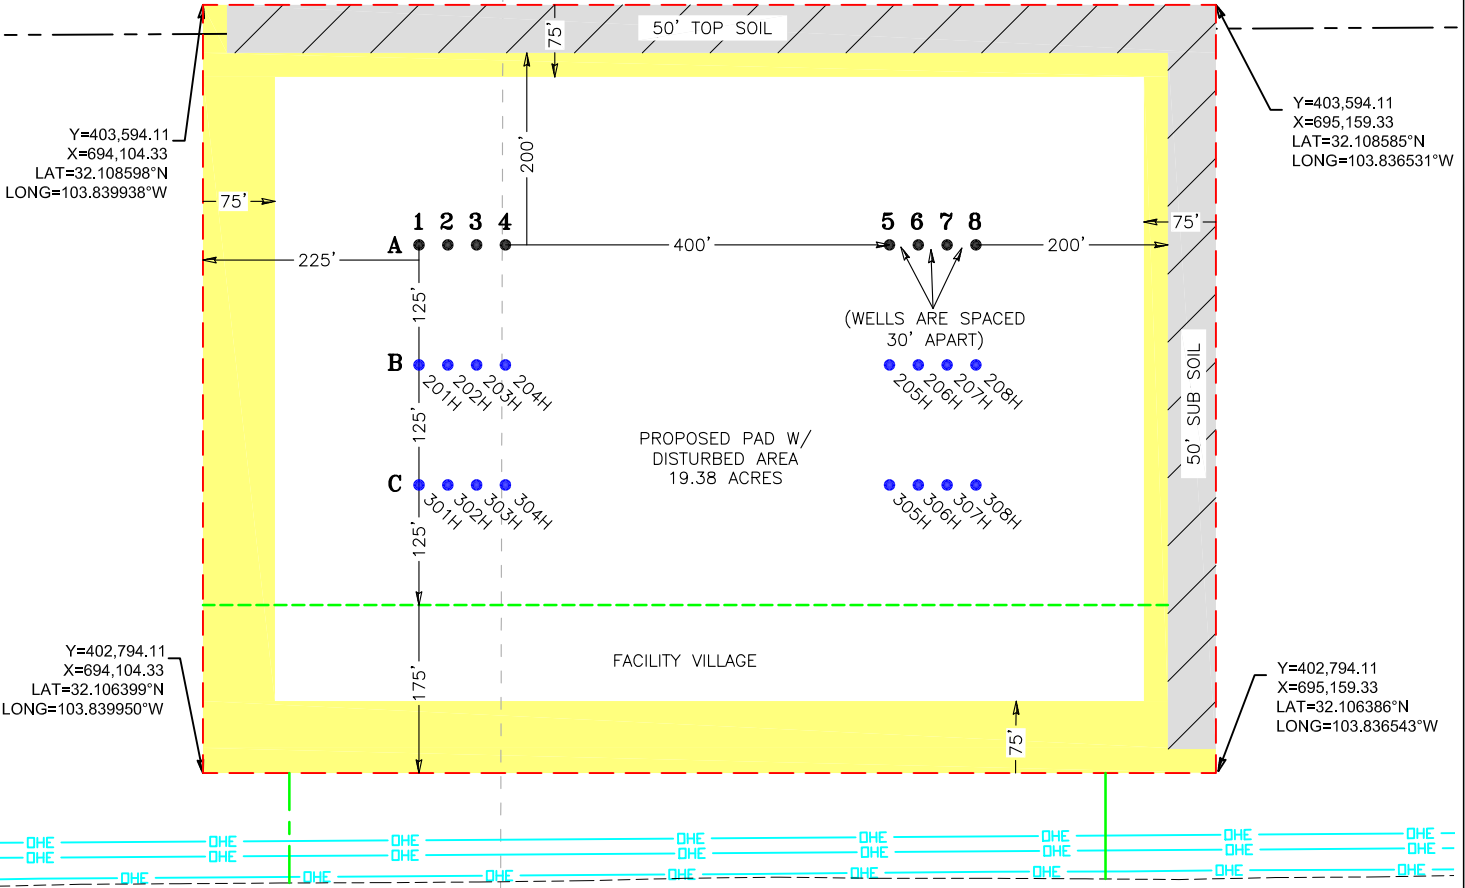 50' TOP SOIL
75'
Y=403,594.11
X=694,104.33
LAT=32.108598°N
LONG=103.839938°W
Y=403,594.11
X=695,159.33
LAT=32.108585°N
LONG=103.836531°W
200'
75'
75'
1 2 3 4
5 6 7 8
A
225'
400'
200'
125'
(WELLS ARE SPACED
30' APART)
B
201H
202H
203H
204H
205H
206H
207H
208H
50' SUB SOIL
125'
PROPOSED PAD W/
DISTURBED AREA
19.38 ACRES
C
301H
302H
303H
304H
305H
306H
307H
308H
125'
Y=402,794.11
X=694,104.33
LAT=32.106399°N
LONG=103.839950°W
FACILITY VILLAGE
175'
75'
Y=402,794.11
X=695,159.33
LAT=32.106386°N
LONG=103.836543°W
OHE OHE OHE OHE OHE OHE OHE OHE
OHE OHE OHE OHE OHE OHE OHE OHE
OHE OHE OHE OHE OHE OHE OHE OHE